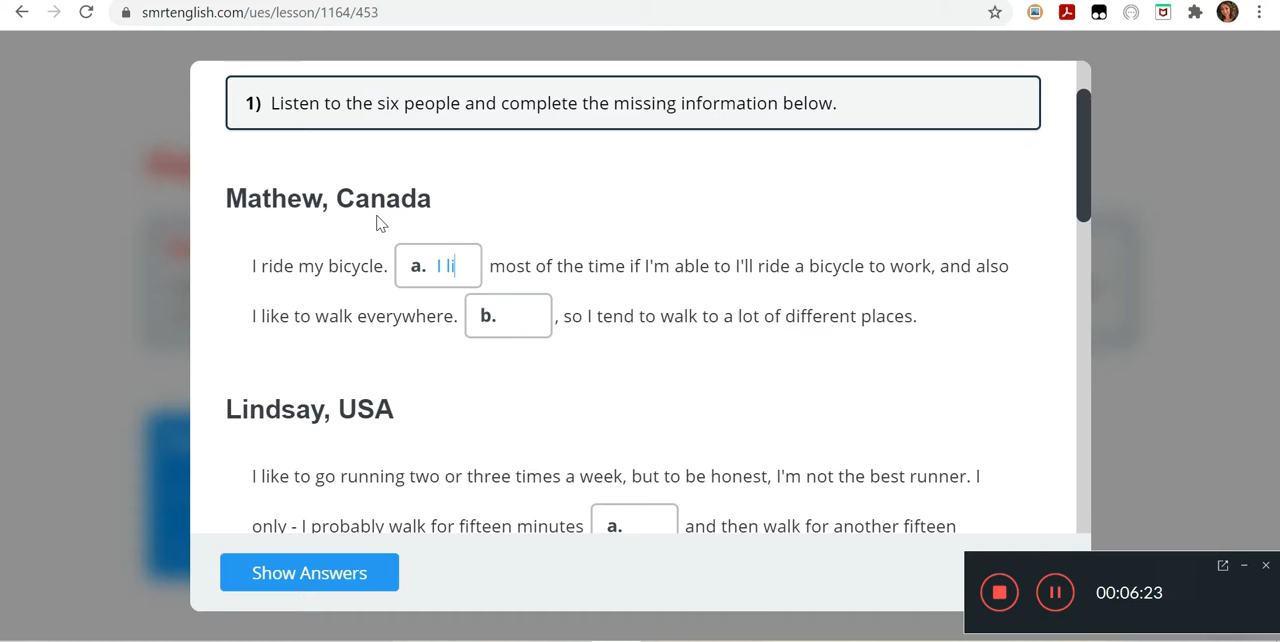 smrtenglish.com/ues/lesson/1164/453
1) Listen to the six people and complete the missing information below.
Mathew, Canada
I ride my bicycle. a. I li most of the time if I'm able to I'll ride a bicycle to work, and also
I like to walk everywhere. b. , so I tend to walk to a lot of different places.
Lindsay, USA
I like to go running two or three times a week, but to be honest, I'm not the best runner. I
only - I probably walk for fifteen minutes a. and then walk for another fifteen
Show Answers
00:06:23